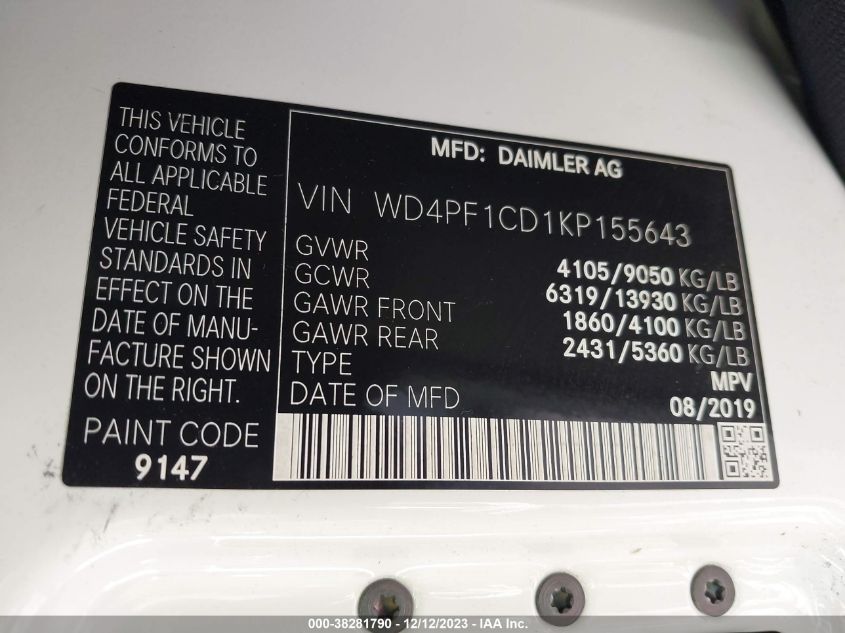 THIS VEHICLE
CONFORMS TO
ALL APPLICABLE
FEDERAL
VEHICLE SAFETY
STANDARDS IN
EFFECT ON THE
DATE OF MANU-
FACTURE SHOWN
ON THE RIGHT.
PAINT CODE
9147
MFD: DAIMLER AG
VIN WD4PF1CD1KP155643
GVWR 4105/9050 KG/LB
GCWR 6319/13930 KG/LB
GAWR FRONT 1860/4100 KG/LB
GAWR REAR 2431/5360 KG/LB
TYPE MPV
DATE OF MFD 08/2019
000-38281790 - 12/12/2023 - IAA Inc.